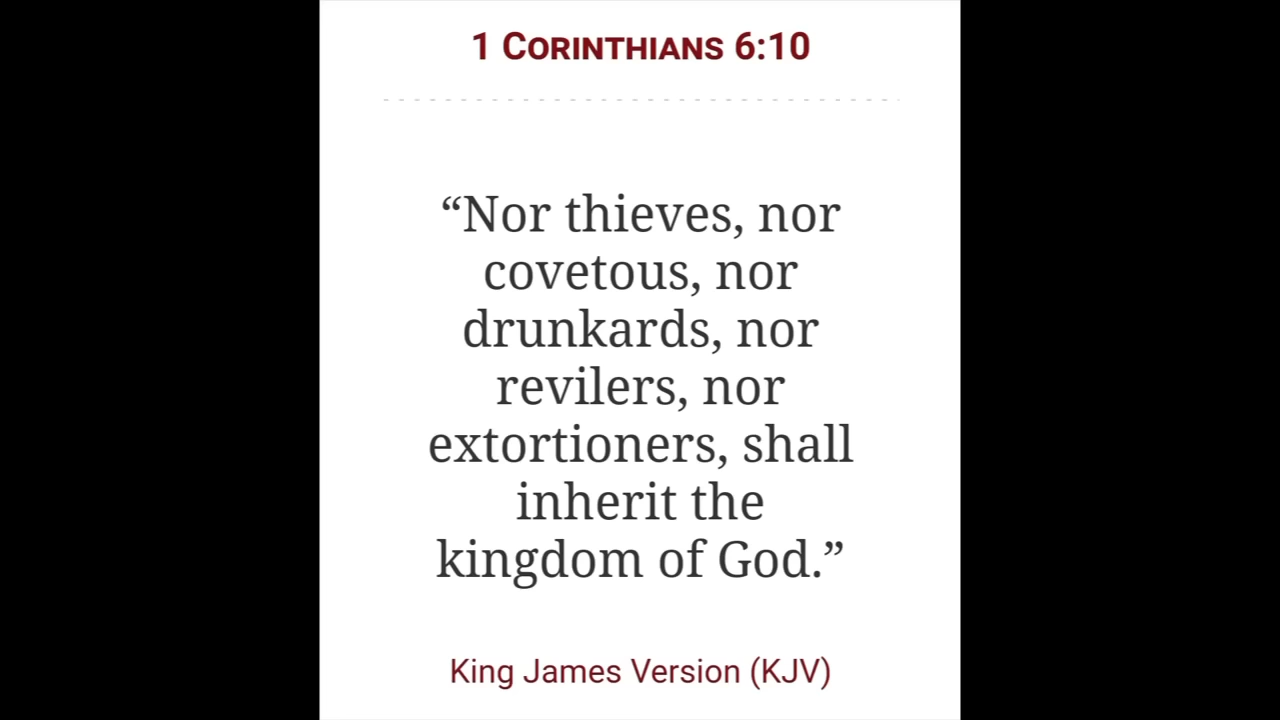 1 Corinthians 6:10
“Nor thieves, nor
covetous, nor
drunkards, nor
revilers, nor
extortioners, shall
inherit the
kingdom of God.”
King James Version (KJV)